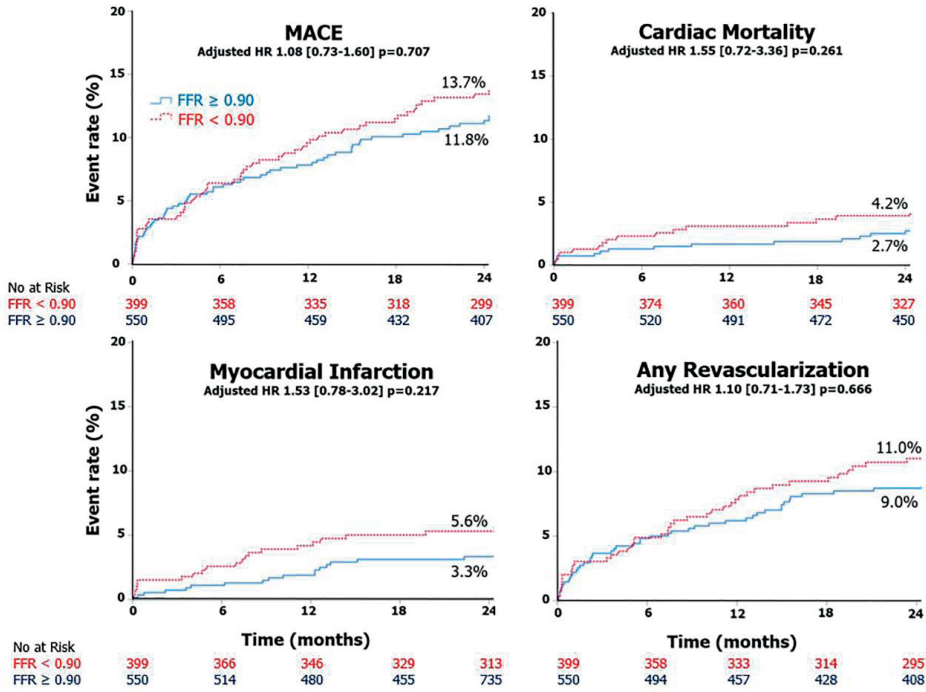 MACE
Adjusted HR 1.08 [0.73-1.60] p=0.707
20
15
10
5
0
Event rate (%)
FFR ≥ 0.90
FFR < 0.90
13.7%
11.8%
0 6 12 18 24
No at Risk
FFR < 0.90 399 358 335 318 299
FFR ≥ 0.90 550 495 459 432 407
Cardiac Mortality
Adjusted HR 1.55 [0.72-3.36] p=0.261
20
15
10
5
0
4.2%
2.7%
0 6 12 18 24
399 374 360 345 327
550 520 491 472 450
Myocardial Infarction
Adjusted HR 1.53 [0.78-3.02] p=0.217
20
15
10
5
0
Event rate (%)
5.6%
3.3%
0 6 12 18 24
Time (months)
No at Risk
FFR < 0.90 399 366 346 329 313
FFR ≥ 0.90 550 514 480 455 735
Any Revascularization
Adjusted HR 1.10 [0.71-1.73] p=0.666
20
15
10
5
0
11.0%
9.0%
0 6 12 18 24
Time (months)
399 358 333 314 295
550 494 457 428 408